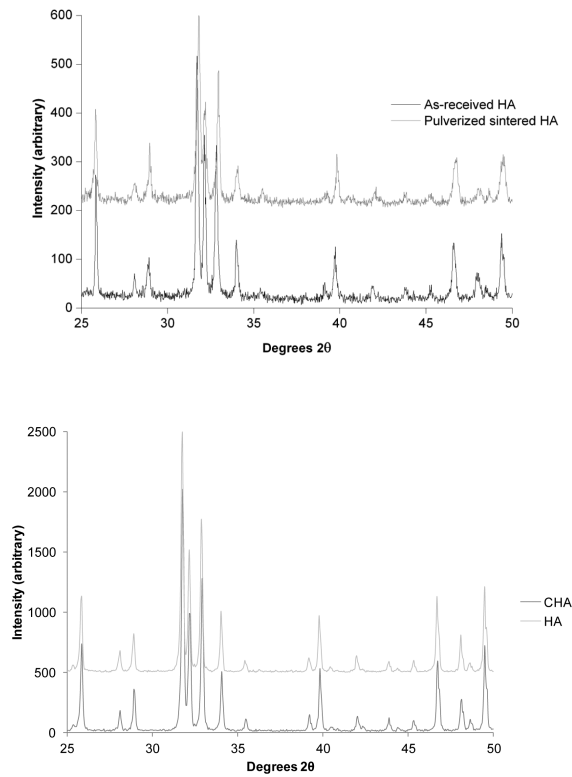 600
500
400
300
200
100
0
Intensity (arbitrary)
As-received HA
Pulverized sintered HA
25 30 35 40 45 50
Degrees 2θ
2500
2000
1500
1000
500
0
Intensity (arbitrary)
CHA
HA
25 30 35 40 45 50
Degrees 2θ